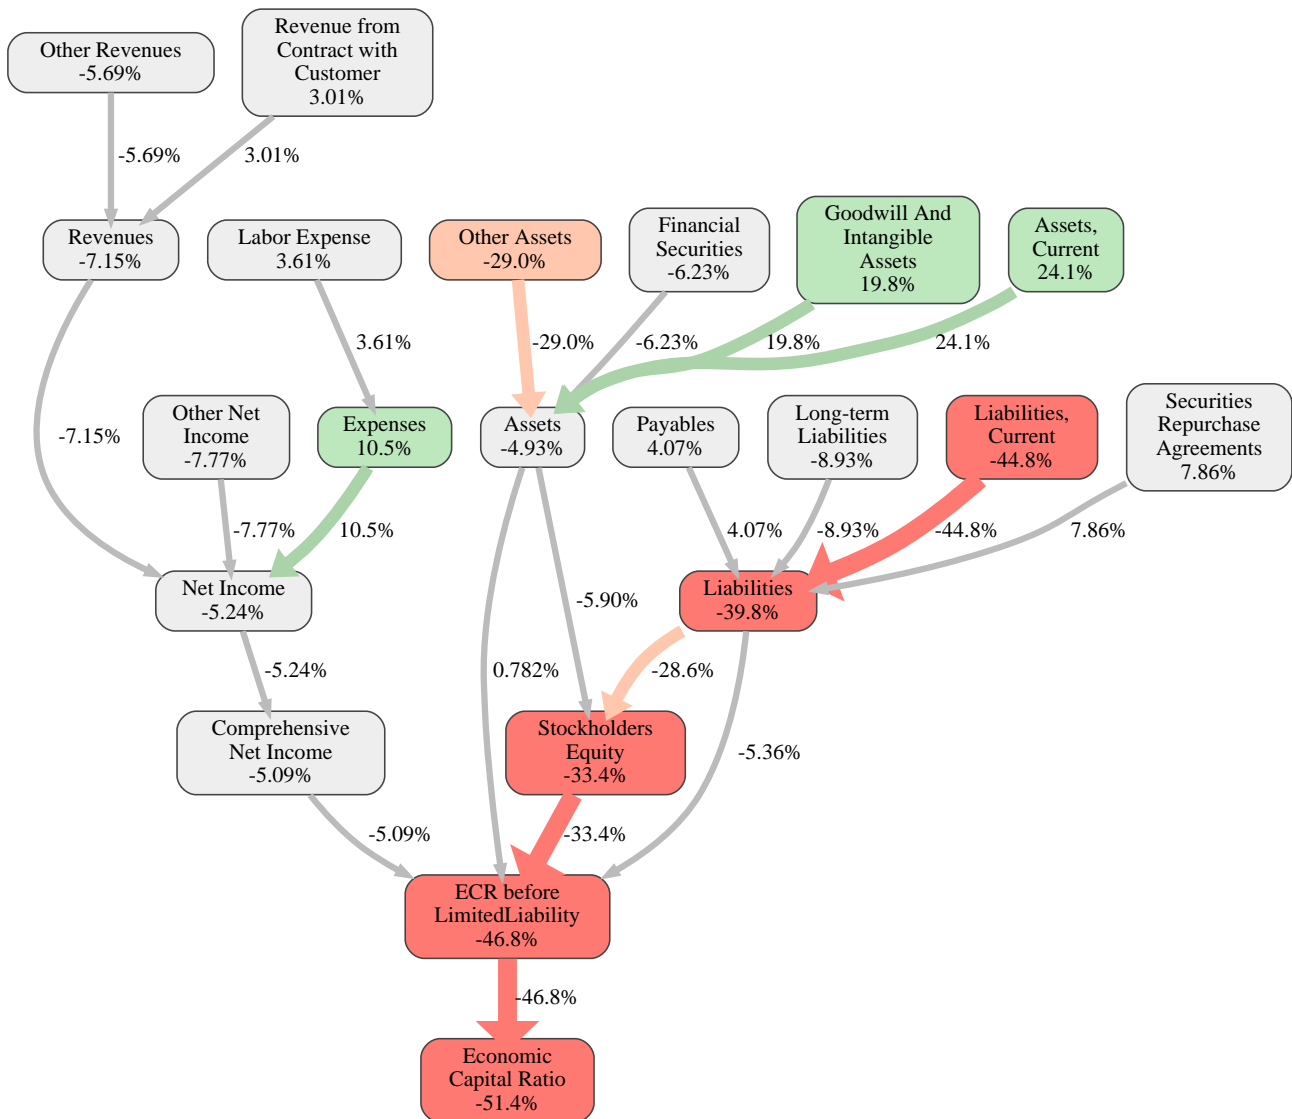 Other Revenues
-5.69%
Revenue from
Contract with
Customer
3.01%
-5.69%
3.01%
Revenues
-7.15%
Labor Expense
3.61%
Other Assets
-29.0%
Financial
Securities
-6.23%
Goodwill And
Intangible
Assets
19.8%
Assets,
Current
24.1%
3.61%
-29.0%
-6.23%
19.8%
24.1%
-7.15%
Other Net
Income
-7.77%
Expenses
10.5%
Assets
-4.93%
Payables
4.07%
Long-term
Liabilities
-8.93%
Liabilities,
Current
-44.8%
Securities
Repurchase
Agreements
7.86%
-7.77%
10.5%
4.07%
-8.93%
-44.8%
7.86%
Net Income
-5.24%
-5.90%
Liabilities
-39.8%
-5.24%
0.782%
-28.6%
Comprehensive
Net Income
-5.09%
Stockholders
Equity
-33.4%
-5.36%
-5.09%
-33.4%
ECR before
LimitedLiability
-46.8%
-46.8%
Economic
Capital Ratio
-51.4%